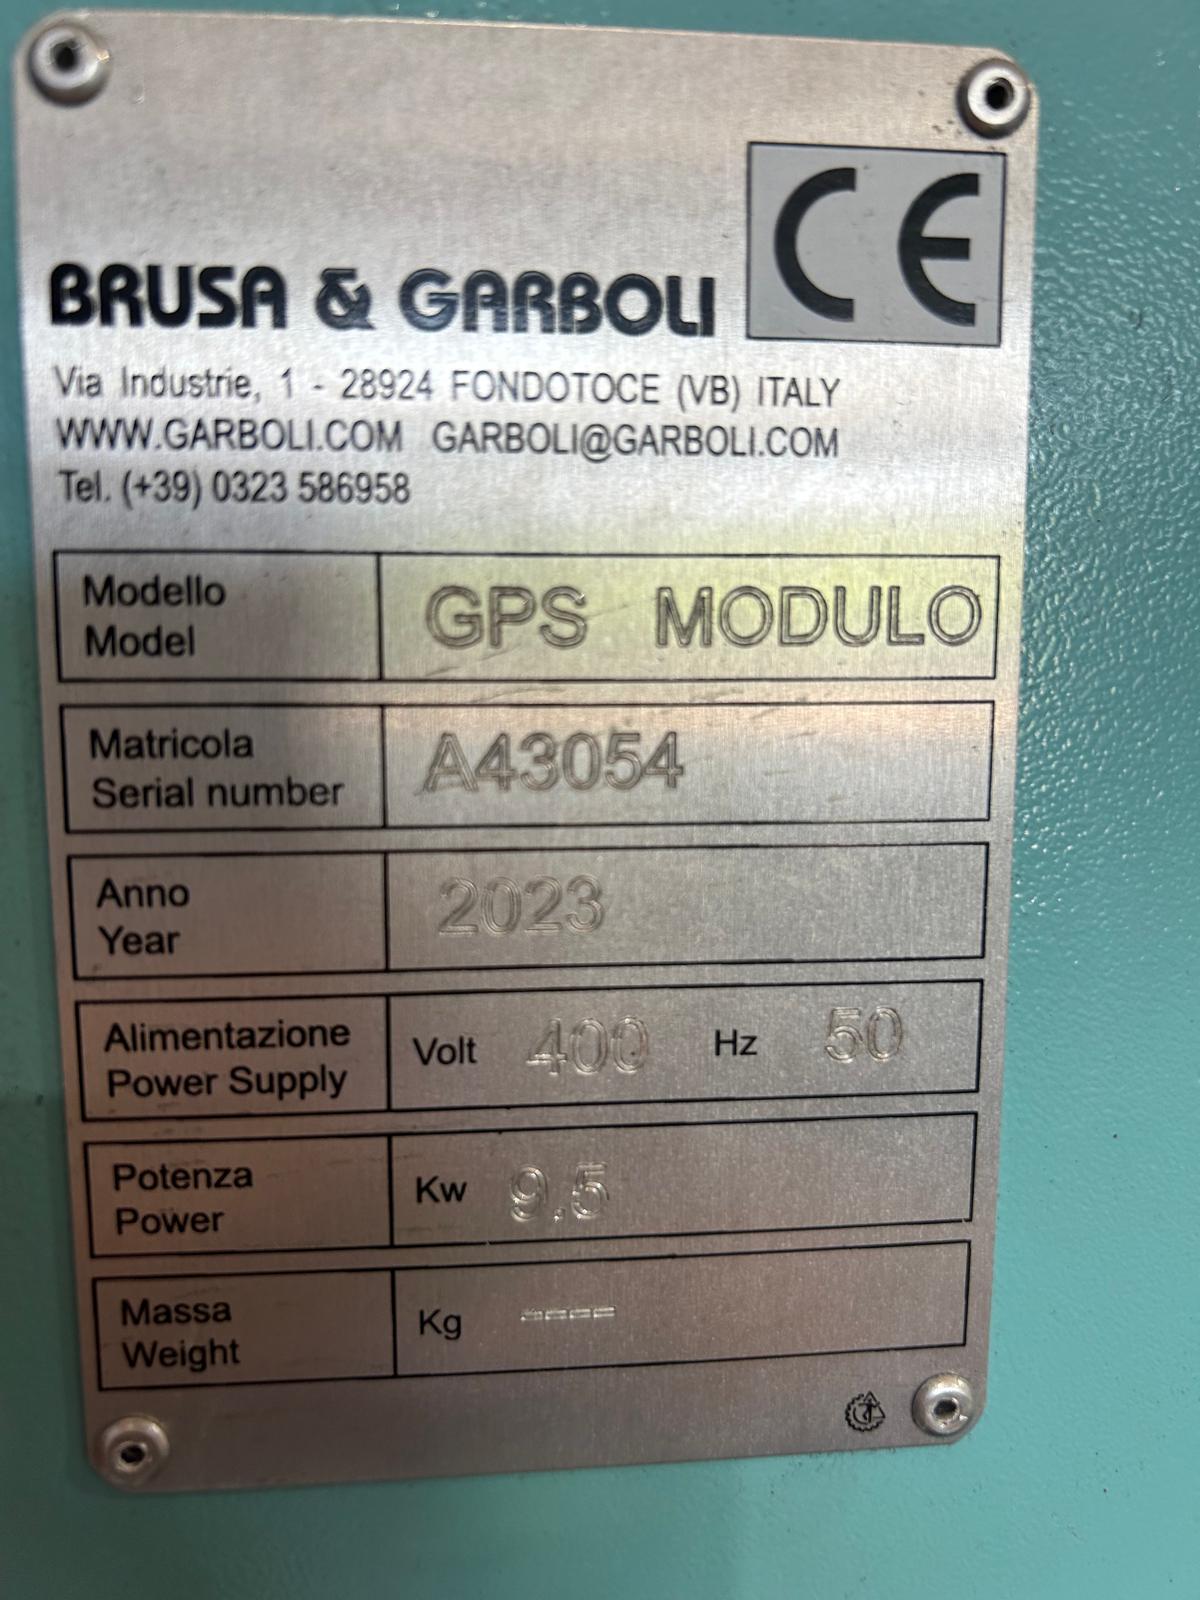 CE
BRUSA & GARBOLI
Via Industrie, 1 - 28924 FONDOTOCE (VB) ITALY
WWW.GARBOLI.COM GARBOLI@GARBOLI.COM
Tel. (+39) 0323 586958
Modello GPS MODULO
Model
Matricola A43054
Serial number
Anno 2023
Year
Alimentazione Volt 400 Hz 50
Power Supply
Potenza Kw 9.5
Power
Massa Kg ----
Weight